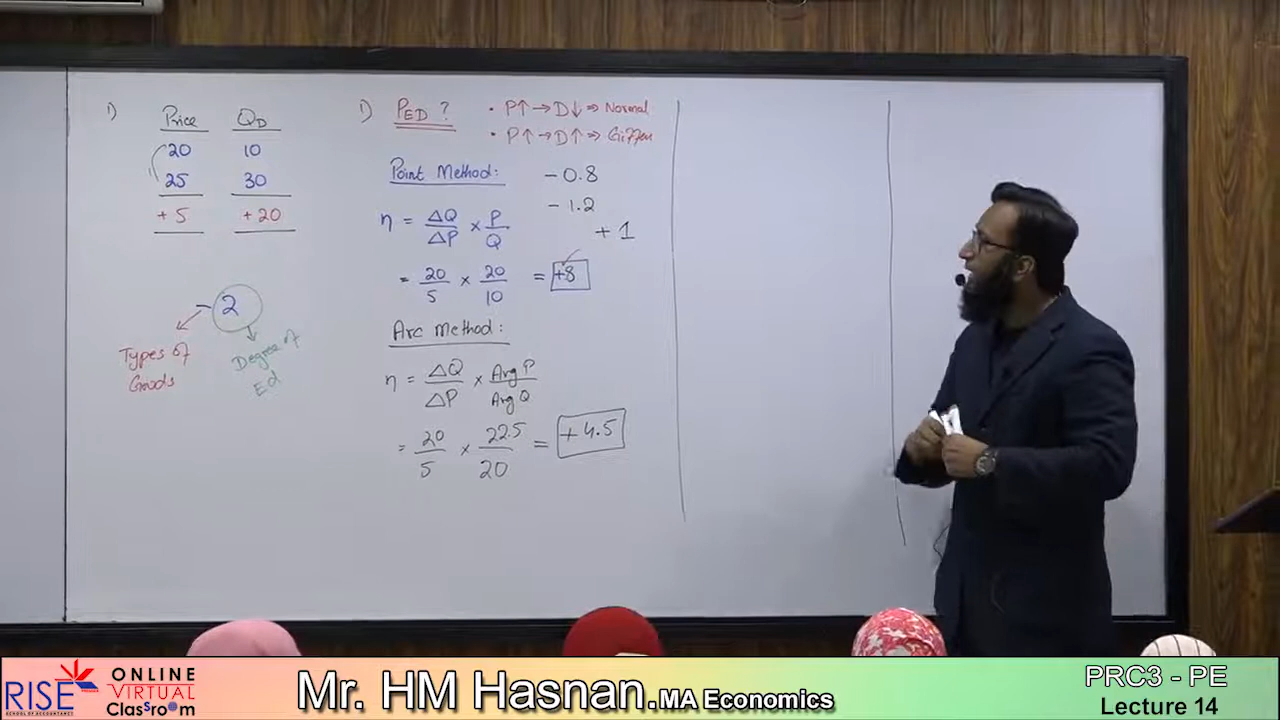 1)
Price QD
20 10
25 30
+5 +20
- 2
Types of Goods
Degree of Ed
1) PED ?
• P↑ → D↓ ⇒ Normal
• P↑ → D↑ ⇒ Giffen
Point Method:
η = ΔQ/ΔP × P/Q
= 20/5 × 20/10 = +8
-0.8
-1.2
+1
Arc Method:
η = ΔQ/ΔP × Avg P/Avg Q
= 20/5 × 22.5/20 = +4.5
RISE
SCHOOL OF ACCOUNTANCY
ONLINE
VIRTUAL
Classroom
Mr. HM Hasnan.MA Economics
PRC3 - PE
Lecture 14